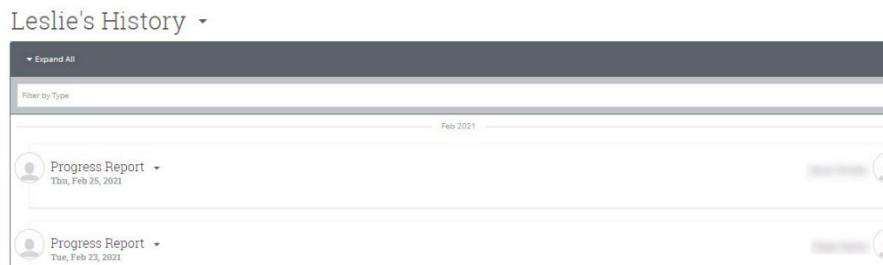 Leslie's History
Expand All
Filter by Type
Feb 2021
Progress Report
Thu, Feb 25, 2021
Progress Report
Tue, Feb 23, 2021